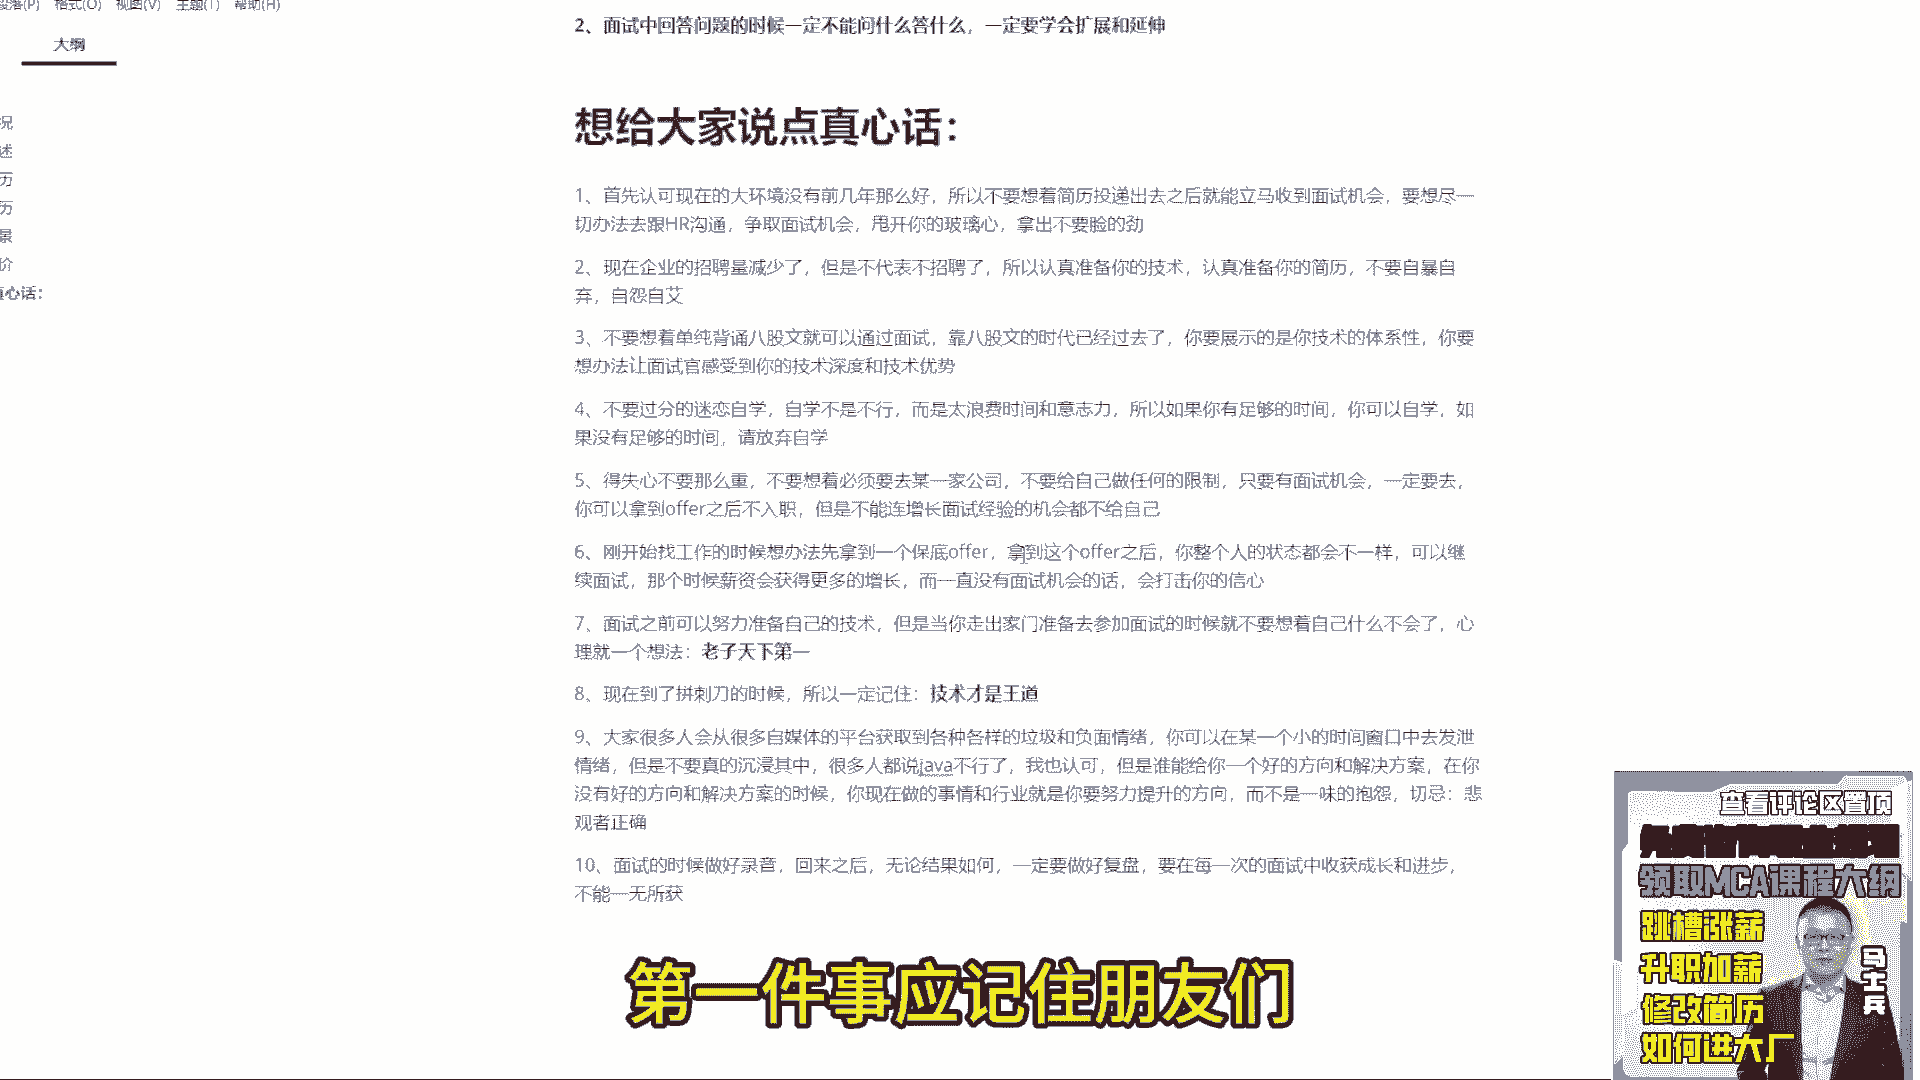 段落(P) 格式(O) 视图(V) 主题(T) 帮助(H)
大纲
况
述
历
历
景
价
真心话：
2、面试中回答问题的时候一定不能问什么答什么，一定要学会扩展和延伸
想给大家说点真心话：
1、首先认可现在的大环境没有前几年那么好，所以不要想着简历投递出去之后就能立马收到面试机会，要想尽一
切办法去跟HR沟通，争取面试机会，甩开你的玻璃心，拿出不要脸的劲
2、现在企业的招聘量减少了，但是不代表不招聘了，所以认真准备你的技术，认真准备你的简历，不要自暴自
弃，自怨自艾
3、不要想着单纯背诵八股文就可以通过面试，靠八股文的时代已经过去了，你要展示的是你技术的体系性，你要
想办法让面试官感受到你的技术深度和技术优势
4、不要过分的迷恋自学，自学不是不行，而是太浪费时间和意志力，所以如果你有足够的时间，你可以自学，如
果没有足够的时间，请放弃自学
5、得失心不要那么重，不要想着必须要去某一家公司，不要给自己做任何的限制，只要有面试机会，一定要去，
你可以拿到offer之后不入职，但是不能连增长面试经验的机会都不给自己
6、刚开始找工作的时候想办法先拿到一个保底offer，拿到这个offer之后，你整个人的状态都会不一样，可以继
续面试，那个时候薪资会获得更多的增长，而一直没有面试机会的话，会打击你的信心
7、面试之前可以努力准备自己的技术，但是当你走出家门准备去参加面试的时候就不要想着自己什么不会了，心
理就一个想法：老子天下第一
8、现在到了拼刺刀的时候，所以一定记住：技术才是王道
9、大家很多人会从很多自媒体的平台获取到各种各样的垃圾和负面情绪，你可以在某一个小的时间窗口中去发泄
情绪，但是不要真的沉浸其中，很多人都说java不行了，我也认可，但是谁能给你一个好的方向和解决方案，在你
没有好的方向和解决方案的时候，你现在做的事情和行业就是你要努力提升的方向，而不是一味的抱怨，切忌：悲
观者正确
10、面试的时候做好录音，回来之后，无论结果如何，一定要做好复盘，要在每一次的面试中收获成长和进步，
不能一无所获
第一件事应记住朋友们
查看评论区置顶
领取MCA课程大纲
跳槽涨薪
升职加薪
修改简历
如何进大厂
马士兵